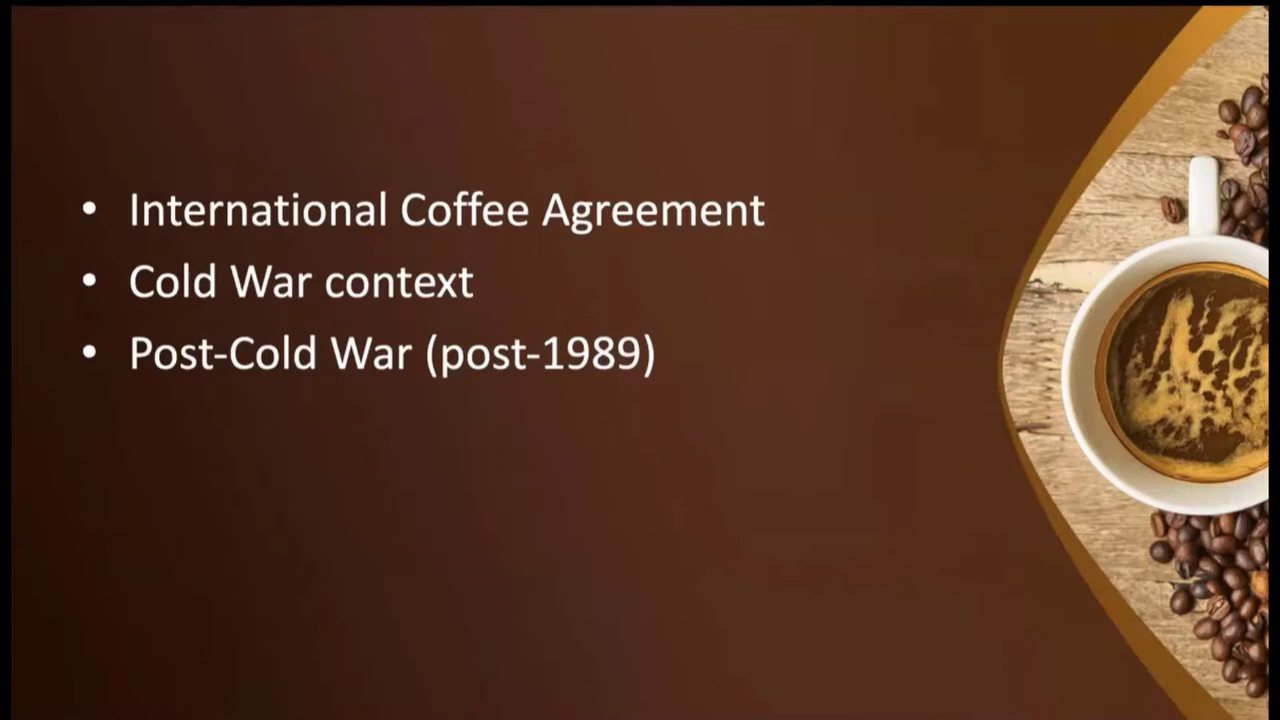 • International Coffee Agreement
• Cold War context
• Post-Cold War (post-1989)